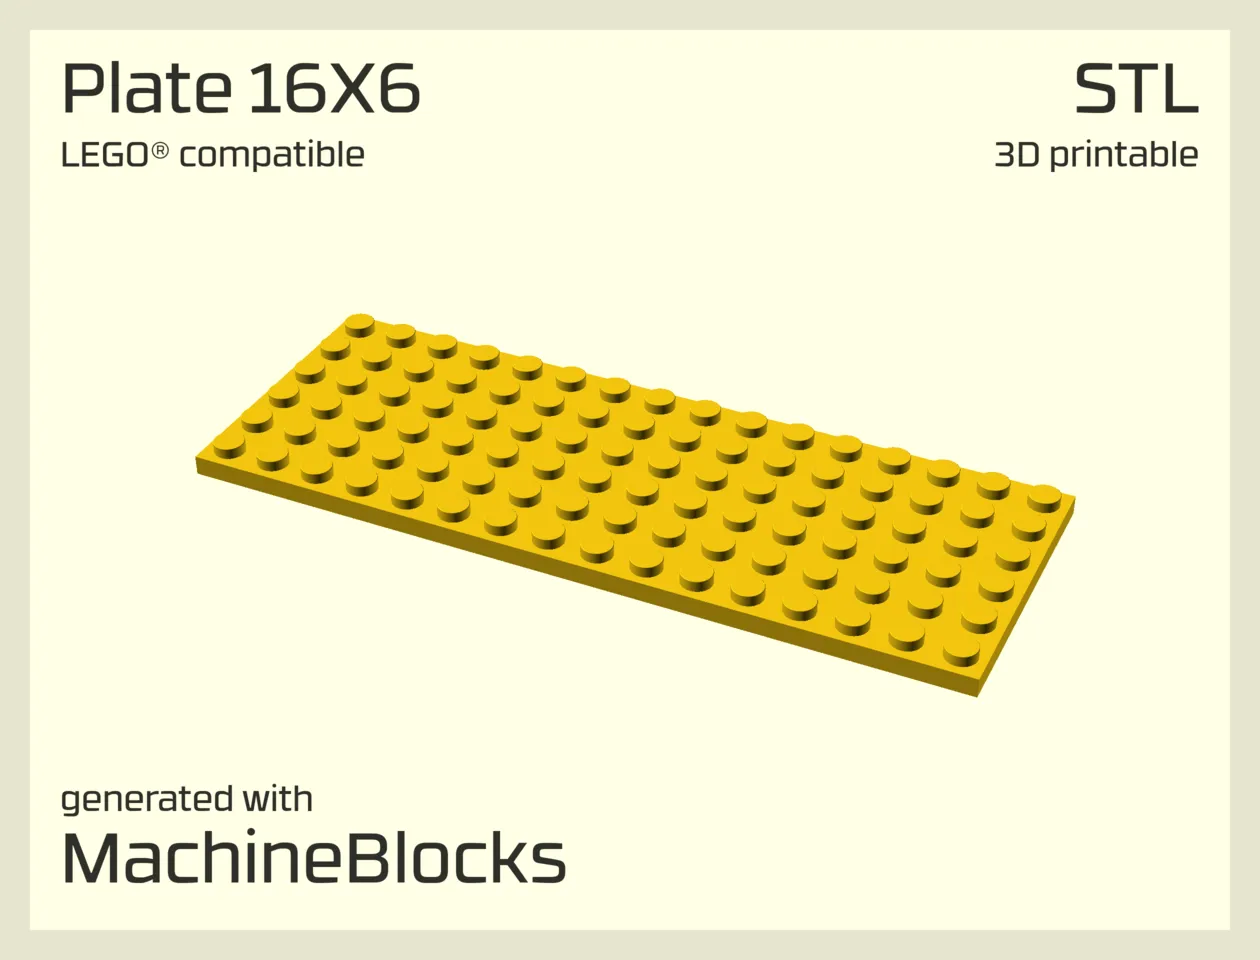 Plate 16X6
LEGO® compatible
STL
3D printable
generated with
MachineBlocks